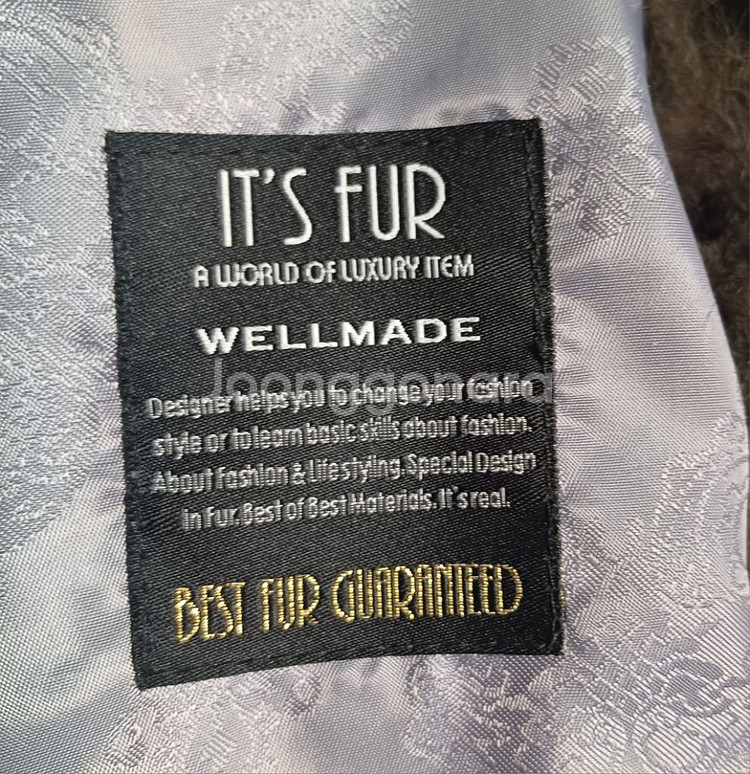 IT'S FUR
A WORLD OF LUXURY ITEM
WELLMADE
Joonggonara
Designer helps you to change your fashion
style or to learn basic skills about fashion.
About Fashion & Life styling. Special Design
in Fur. Best of Best Materials. It's real.
BEST FUR GUARANTEED